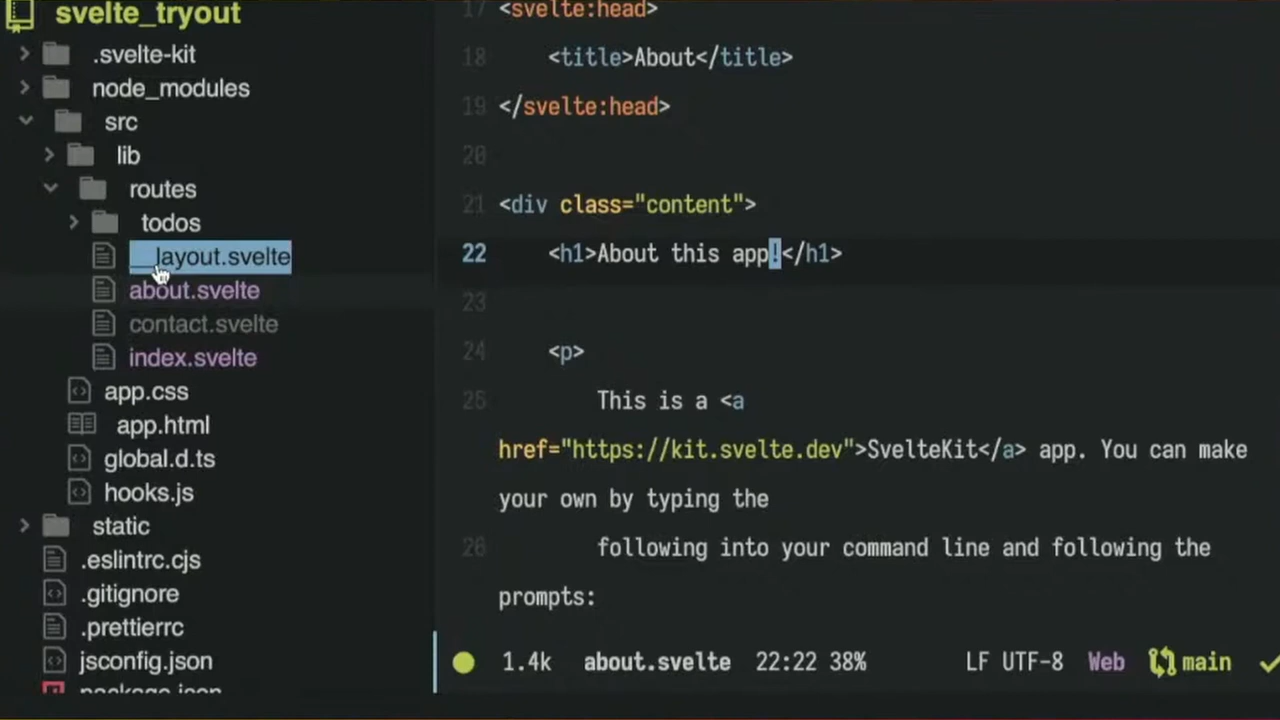 svelte_tryout
.svelte-kit
node_modules
src
lib
routes
todos
__layout.svelte
about.svelte
contact.svelte
index.svelte
app.css
app.html
global.d.ts
hooks.js
static
.eslintrc.cjs
.gitignore
.prettierrc
jsconfig.json
package.json
17 <svelte:head>
18 <title>About</title>
19 </svelte:head>
20
21 <div class="content">
22 <h1>About this app!</h1>
23
24 <p>
25 This is a <a
href="https://kit.svelte.dev">SvelteKit</a> app. You can make
your own by typing the
26 following into your command line and following the
prompts:
1.4k about.svelte 22:22 38% LF UTF-8 Web main